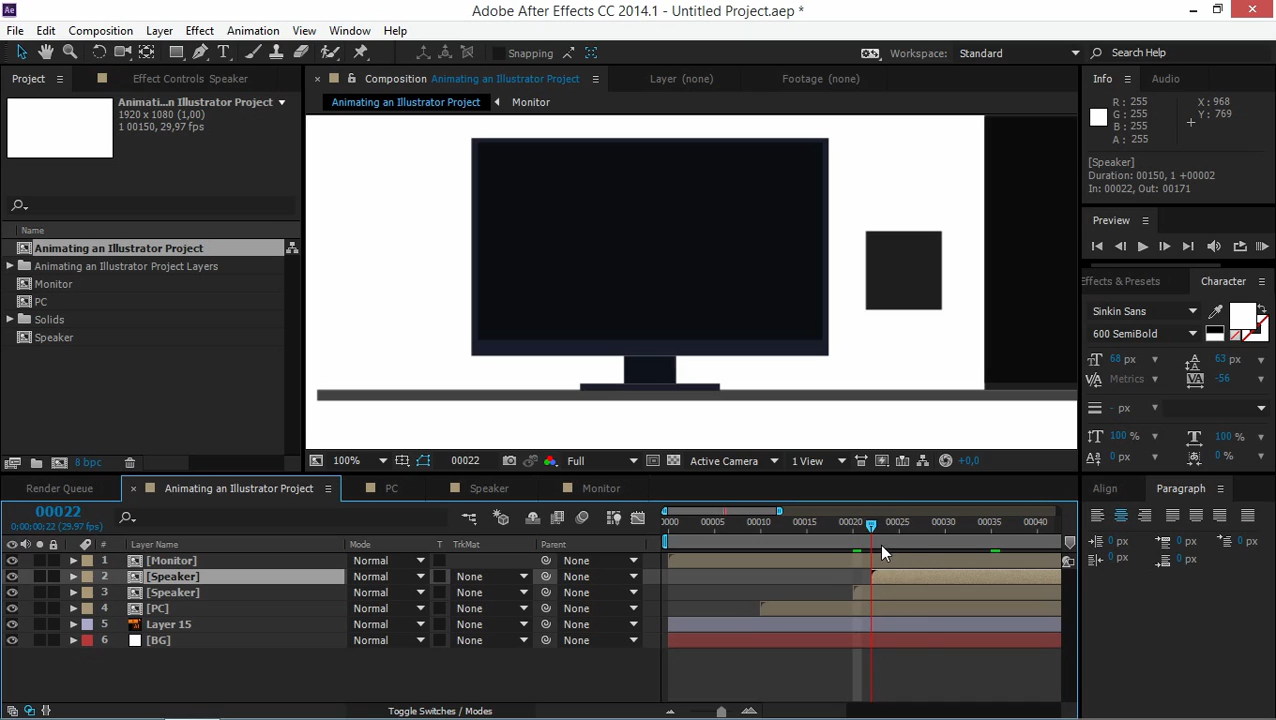 Ae Adobe After Effects CC 2014.1 - Untitled Project.aep *
File Edit Composition Layer Effect Animation View Window Help
Snapping Workspace: Standard Search Help
Project Effect Controls Speaker
Animati...n Illustrator Project
1920 x 1080 (1,00)
1 00150, 29,97 fps
Name
Animating an Illustrator Project
Animating an Illustrator Project Layers
Monitor
PC
Solids
Speaker
8 bpc
Composition Animating an Illustrator Project Layer (none) Footage (none)
Animating an Illustrator Project Monitor
100% 00022 Full Active Camera 1 View +0,0
Info Audio
R: 255 X: 968
G: 255 Y: 769
B: 255
A: 255
[Speaker]
Duration: 00150, 1 +00002
In: 00022, Out: 00171
Preview
Effects & Presets Character
Sinkin Sans
600 SemiBold
68 px 63 px
Metrics -56
- px
100 % 100 %
0 px 0 %
Align Paragraph
0 px 0 px 0 px
0 px 0 px
Render Queue Animating an Illustrator Project PC Speaker Monitor
00022
0;00;00;22 (29.97 fps)
0000 00005 00010 00015 00020 00025 00030 00035 00040
Layer Name Mode T TrkMat Parent
1 [Monitor] Normal None
2 [Speaker] Normal None None
3 [Speaker] Normal None None
4 [PC] Normal None None
5 Layer 15 Normal None None
6 [BG] Normal None None
Toggle Switches / Modes